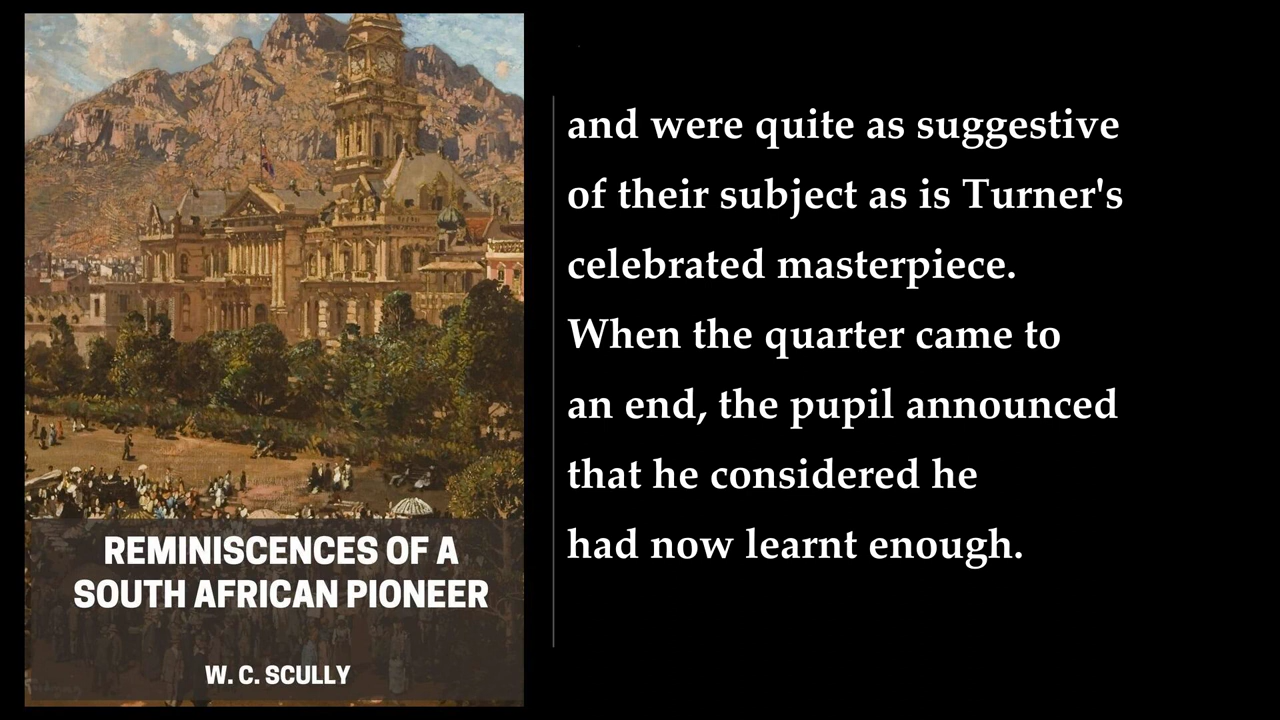 and were quite as suggestive
of their subject as is Turner's
celebrated masterpiece.
When the quarter came to
an end, the pupil announced
that he considered he
had now learnt enough.
REMINISCENCES OF A
SOUTH AFRICAN PIONEER
W. C. SCULLY